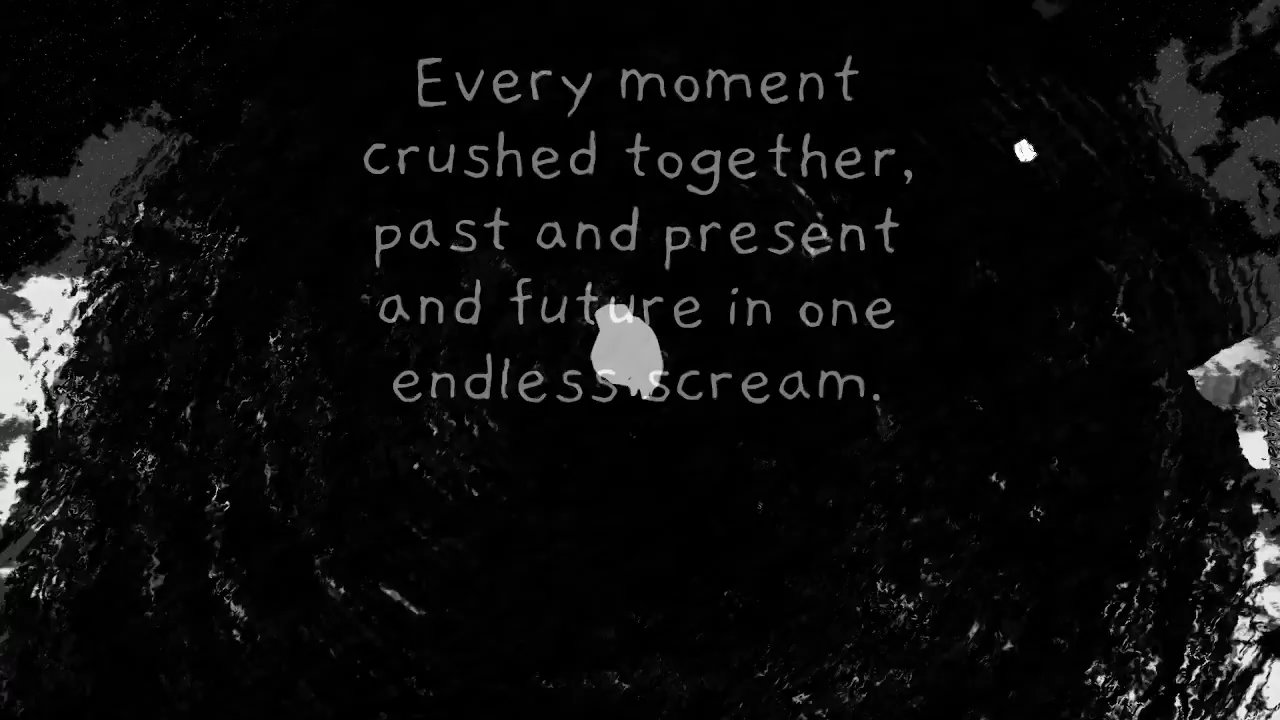 Every moment
crushed together,
past and present
and future in one
endless scream.